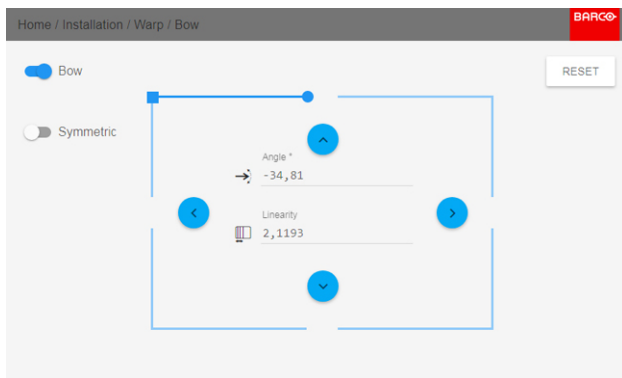 Home / Installation / Warp / Bow
BARCO
Bow
RESET
Symmetric
Angle *
-34,81
Linearity
2,1193